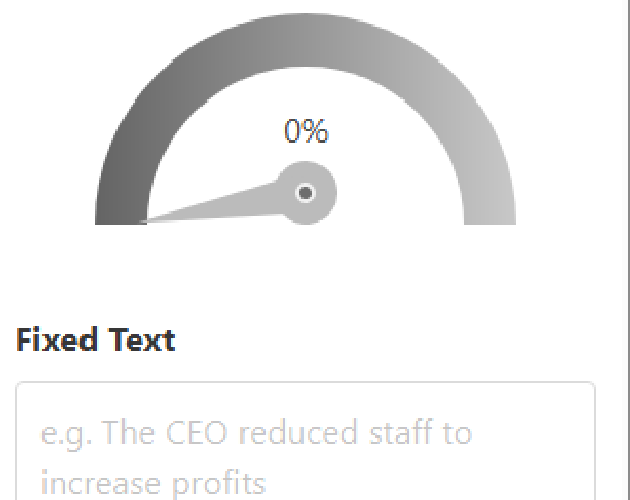 0%
Fixed Text
e.g. The CEO reduced staff to
increase profits